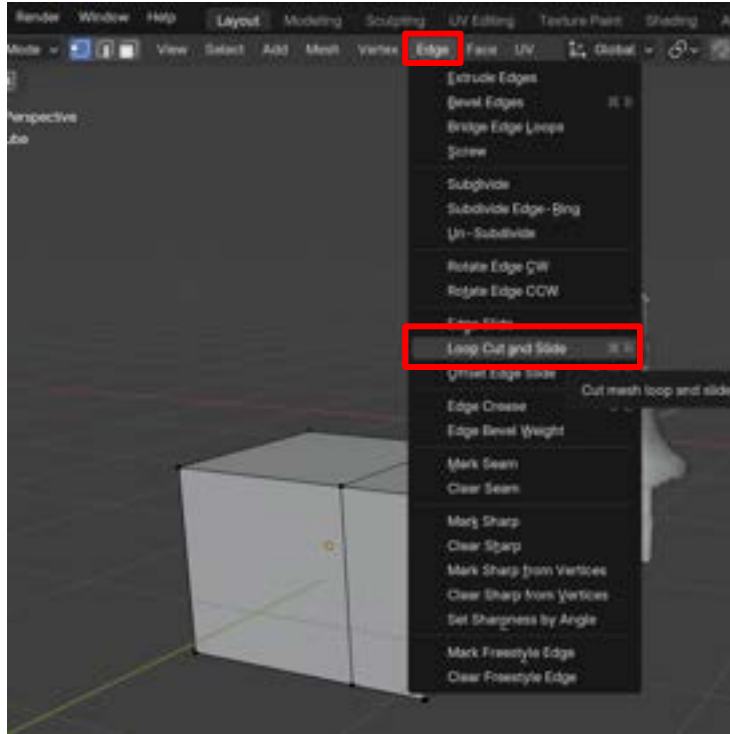 Render Window Help Layout Modeling Sculpting UV Editing Texture Paint Shading
Mode View Select Add Mesh Vertex Edge Face UV Global
Perspective
Extrude Edges
Bevel Edges ⌘ B
Bridge Edge Loops
Screw
Subdivide
Subdivide Edge-Ring
Un-Subdivide
Rotate Edge CW
Rotate Edge CCW
Edge Slide
Loop Cut and Slide ⌘ R
Offset Edge Slide
Cut mesh loop and slide
Edge Crease
Edge Bevel Weight
Mark Seam
Clear Seam
Mark Sharp
Clear Sharp
Mark Sharp from Vertices
Clear Sharp from Vertices
Set Sharpness by Angle
Mark Freestyle Edge
Clear Freestyle Edge